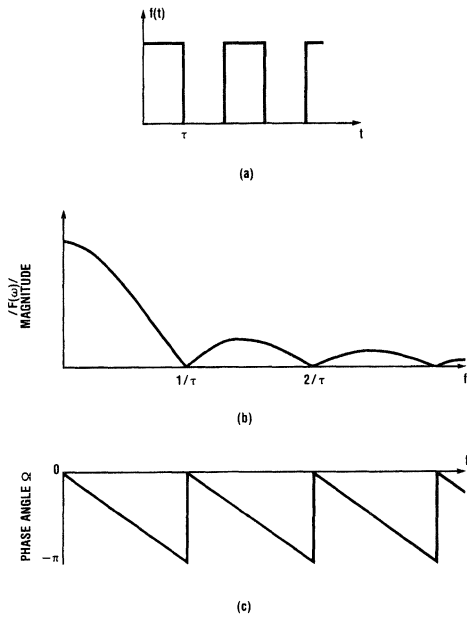 f(t)
τ
t
(a)
/F(ω)/
MAGNITUDE
1/τ
2/τ
f
(b)
0
f
PHASE ANGLE Ω
−π
(c)